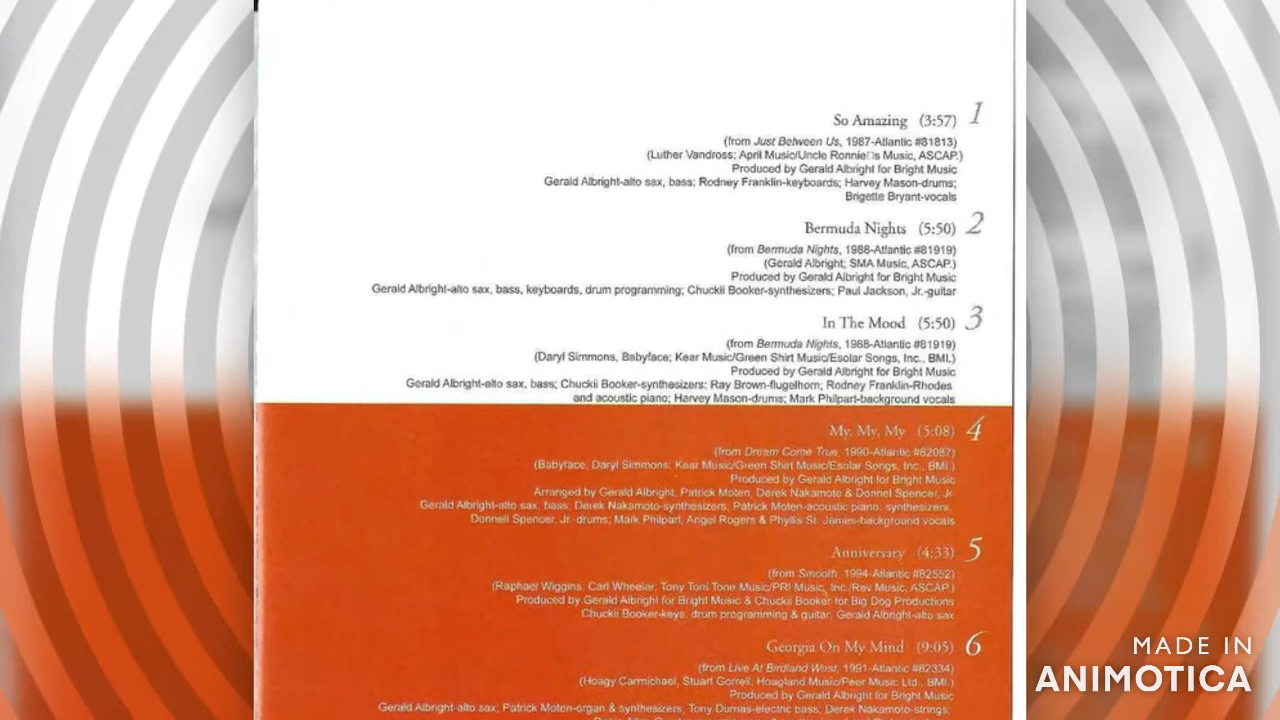 So Amazing (3:57) 1
(from Just Between Us, 1987-Atlantic #81813)
(Luther Vandross; April Music/Uncle Ronnie□s Music, ASCAP.)
Produced by Gerald Albright for Bright Music
Gerald Albright-alto sax, bass; Rodney Franklin-keyboards; Harvey Mason-drums;
Brigette Bryant-vocals
Bermuda Nights (5:50) 2
(from Bermuda Nights, 1988-Atlantic #81919)
(Gerald Albright; SMA Music, ASCAP.)
Produced by Gerald Albright for Bright Music
Gerald Albright-alto sax, bass, keyboards, drum programming; Chuckii Booker-synthesizers; Paul Jackson, Jr.-guitar
In The Mood (5:50) 3
(from Bermuda Nights, 1988-Atlantic #81919)
(Daryl Simmons, Babyface; Kear Music/Green Shirt Music/Esolar Songs, Inc., BMI.)
Produced by Gerald Albright for Bright Music
Gerald Albright-alto sax, bass; Chuckii Booker-synthesizers; Ray Brown-flugelhorn; Rodney Franklin-Rhodes
and acoustic piano; Harvey Mason-drums; Mark Philpart-background vocals
My, My, My (5:08) 4
(from Dream Come True, 1990-Atlantic #82087)
(Babyface, Daryl Simmons; Kear Music/Green Shirt Music/Esolar Songs, Inc., BMI.)
Produced by Gerald Albright for Bright Music
Arranged by Gerald Albright, Patrick Moten, Derek Nakamoto & Donnel Spencer, Jr.
Gerald Albright-alto sax, bass; Derek Nakamoto-synthesizers; Patrick Moten-acoustic piano, synthesizers;
Donnell Spencer, Jr.-drums; Mark Philpart, Angel Rogers & Phyllis St. James-background vocals
Anniversary (4:33) 5
(from Smooth, 1994-Atlantic #82552)
(Raphael Wiggins, Carl Wheeler; Tony Toni Tone Music/PRI Music, Inc./Rev Music, ASCAP.)
Produced by Gerald Albright for Bright Music & Chuckii Booker for Big Dog Productions
Chuckii Booker-keys, drum programming & guitar; Gerald Albright-alto sax
Georgia On My Mind (9:05) 6
(from Live At Birdland West, 1991-Atlantic #82334)
(Hoagy Carmichael, Stuart Gorrell; Hoagland Music/Peer Music Ltd., BMI.)
Produced by Gerald Albright for Bright Music
Gerald Albright-alto sax; Patrick Moten-organ & synthesizers; Tony Dumas-electric bass; Derek Nakamoto-strings;
MADE IN
ANIMOTICA